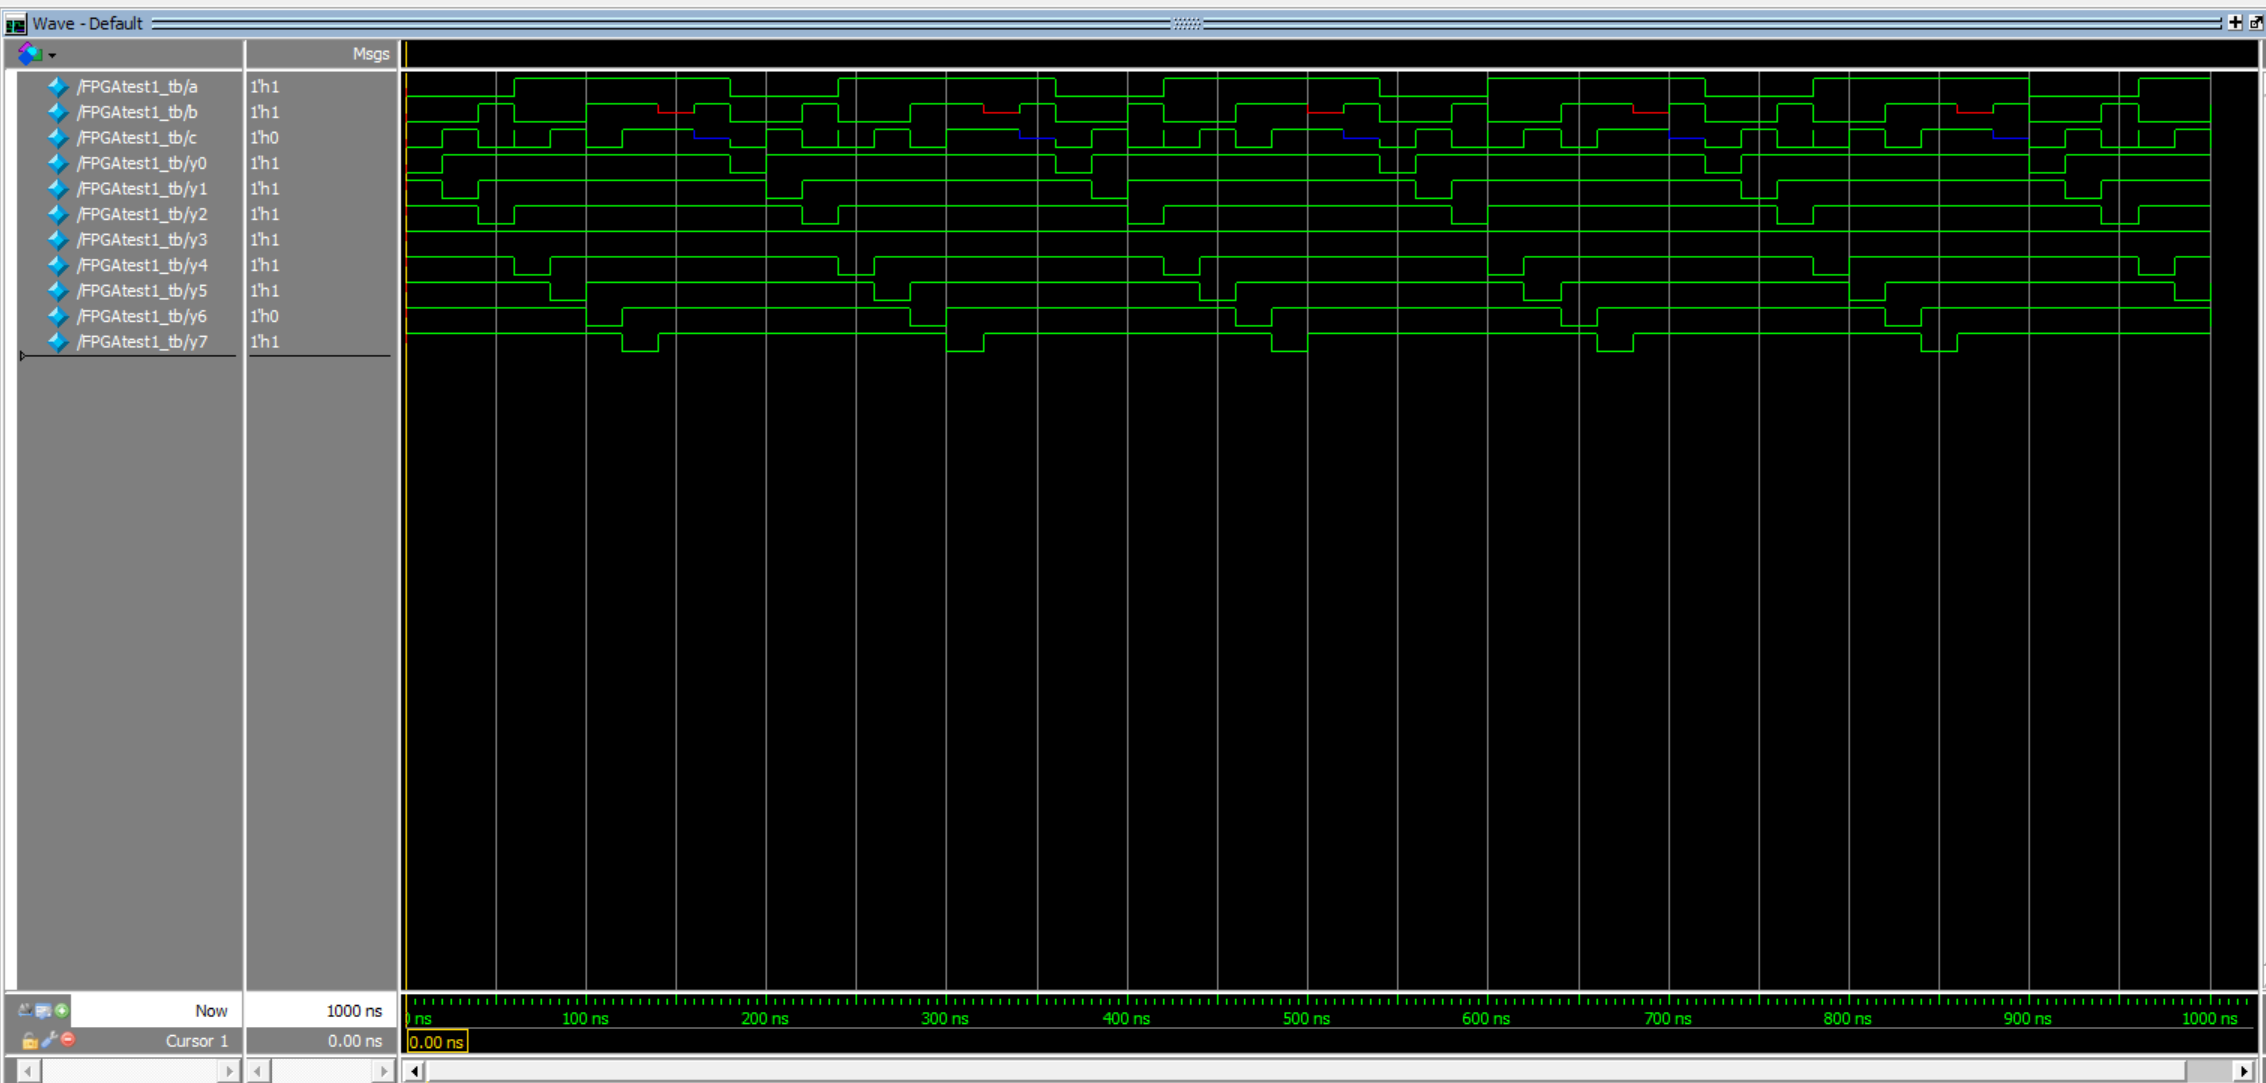 Wave - Default
Msgs
/FPGAtest1_tb/a 1'h1
/FPGAtest1_tb/b 1'h1
/FPGAtest1_tb/c 1'h0
/FPGAtest1_tb/y0 1'h1
/FPGAtest1_tb/y1 1'h1
/FPGAtest1_tb/y2 1'h1
/FPGAtest1_tb/y3 1'h1
/FPGAtest1_tb/y4 1'h1
/FPGAtest1_tb/y5 1'h1
/FPGAtest1_tb/y6 1'h0
/FPGAtest1_tb/y7 1'h1
Now 1000 ns
ns 100 ns 200 ns 300 ns 400 ns 500 ns 600 ns 700 ns 800 ns 900 ns 1000 ns
Cursor 1 0.00 ns 0.00 ns